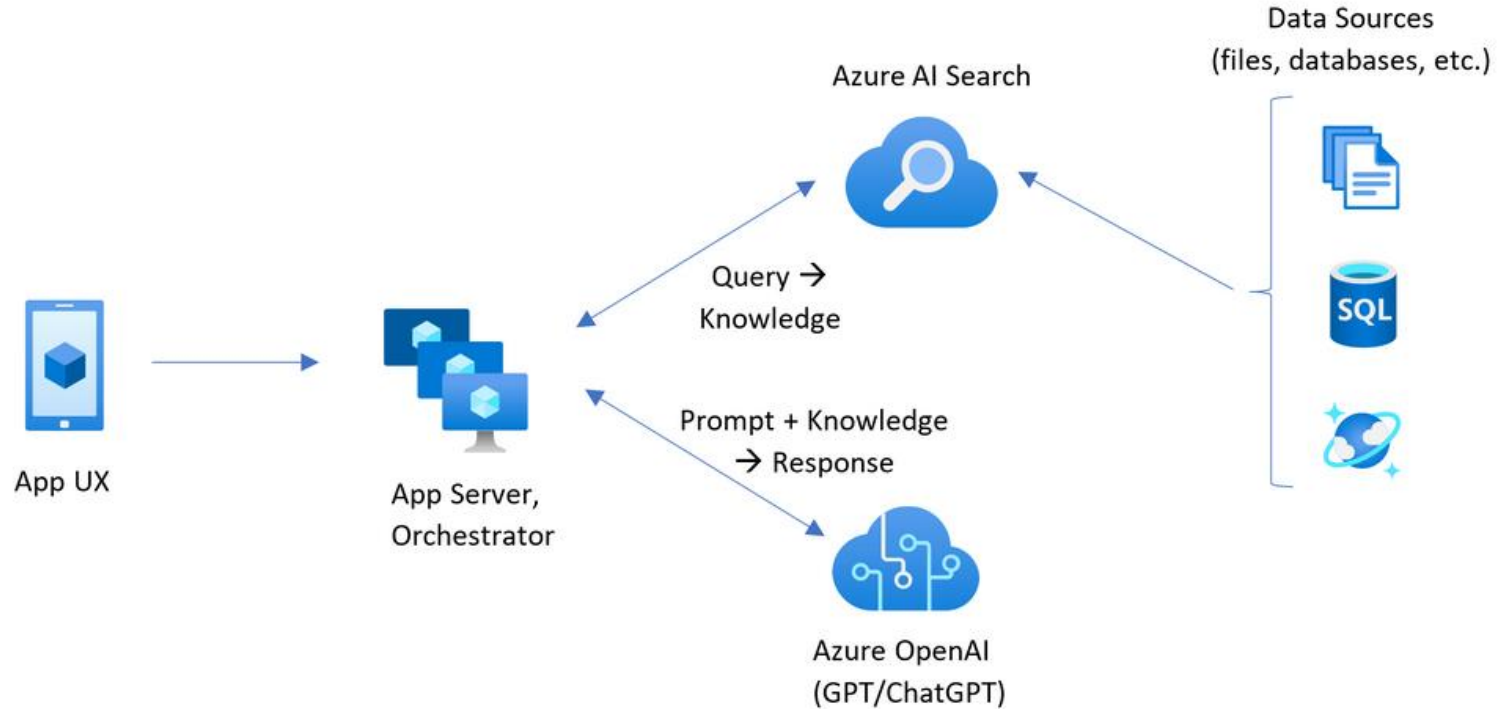 Data Sources
(files, databases, etc.)
Azure AI Search
SQL
Query →
Knowledge
Prompt + Knowledge
→ Response
App UX
App Server,
Orchestrator
Azure OpenAI
(GPT/ChatGPT)